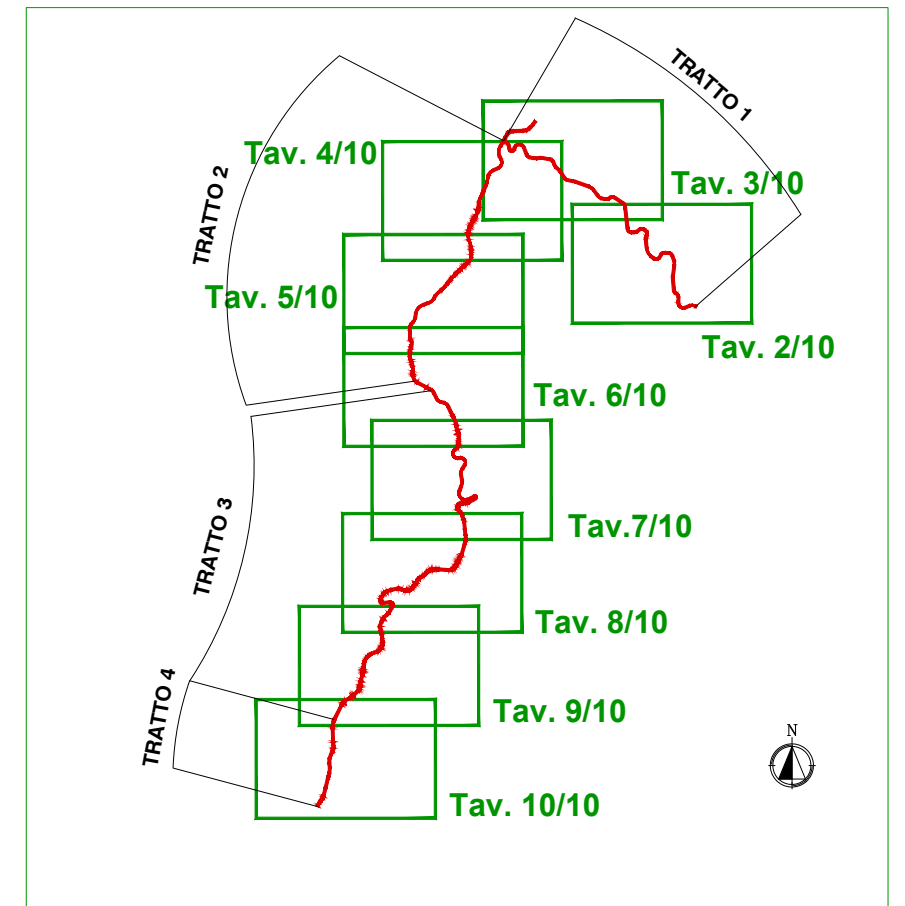 TRATTO 1
Tav. 4/10
TRATTO 2
Tav. 3/10
Tav. 5/10
Tav. 2/10
Tav. 6/10
TRATTO 3
Tav.7/10
Tav. 8/10
TRATTO 4
Tav. 9/10
N
Tav. 10/10